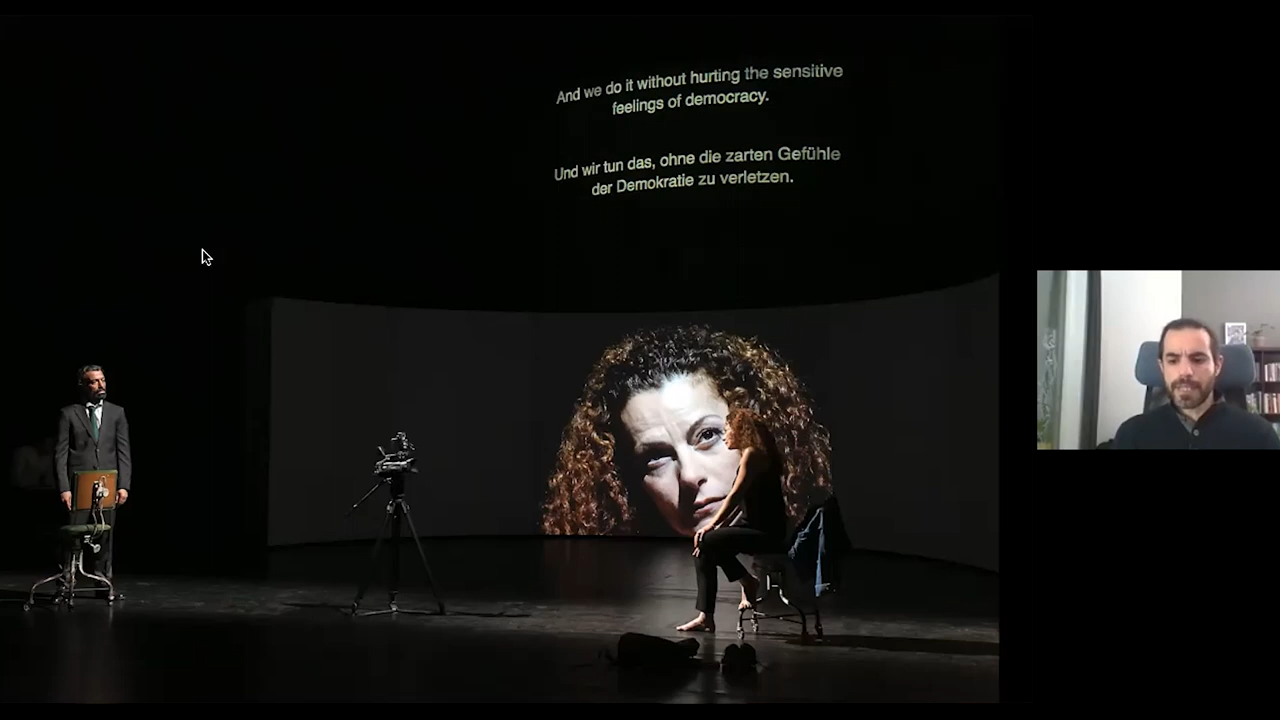 And we do it without hurting the sensitive
feelings of democracy.
Und wir tun das, ohne die zarten Gefühle
der Demokratie zu verletzen.